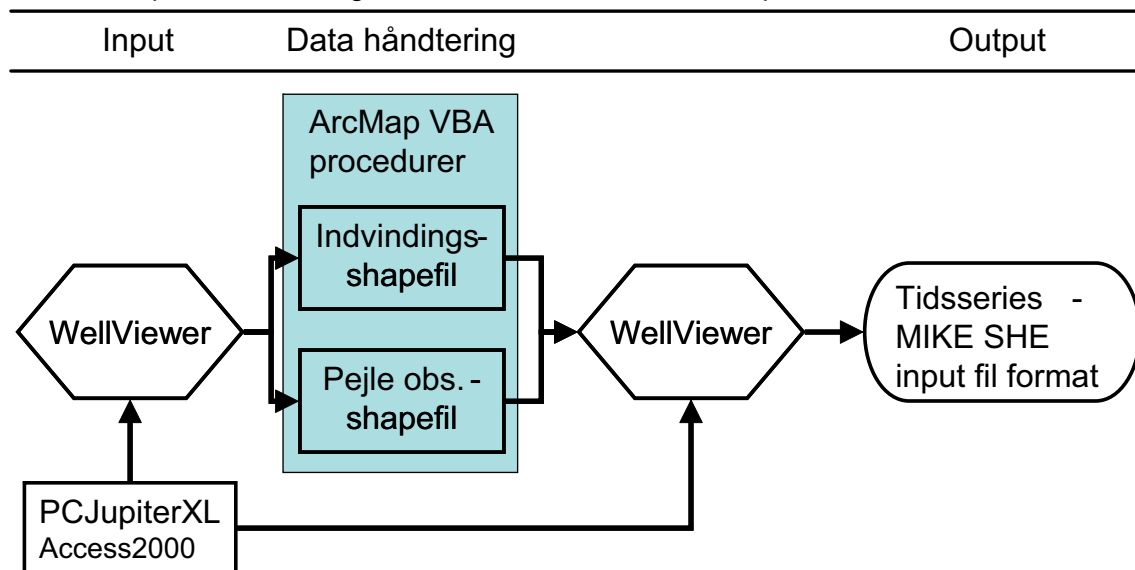 Input Data håndtering Output
ArcMap VBA
procedurer
Indvindings-
shapefil
Pejle obs.-
shapefil
WellViewer
WellViewer
Tidsseries -
MIKE SHE
input fil format
PCJupiterXL
Access2000